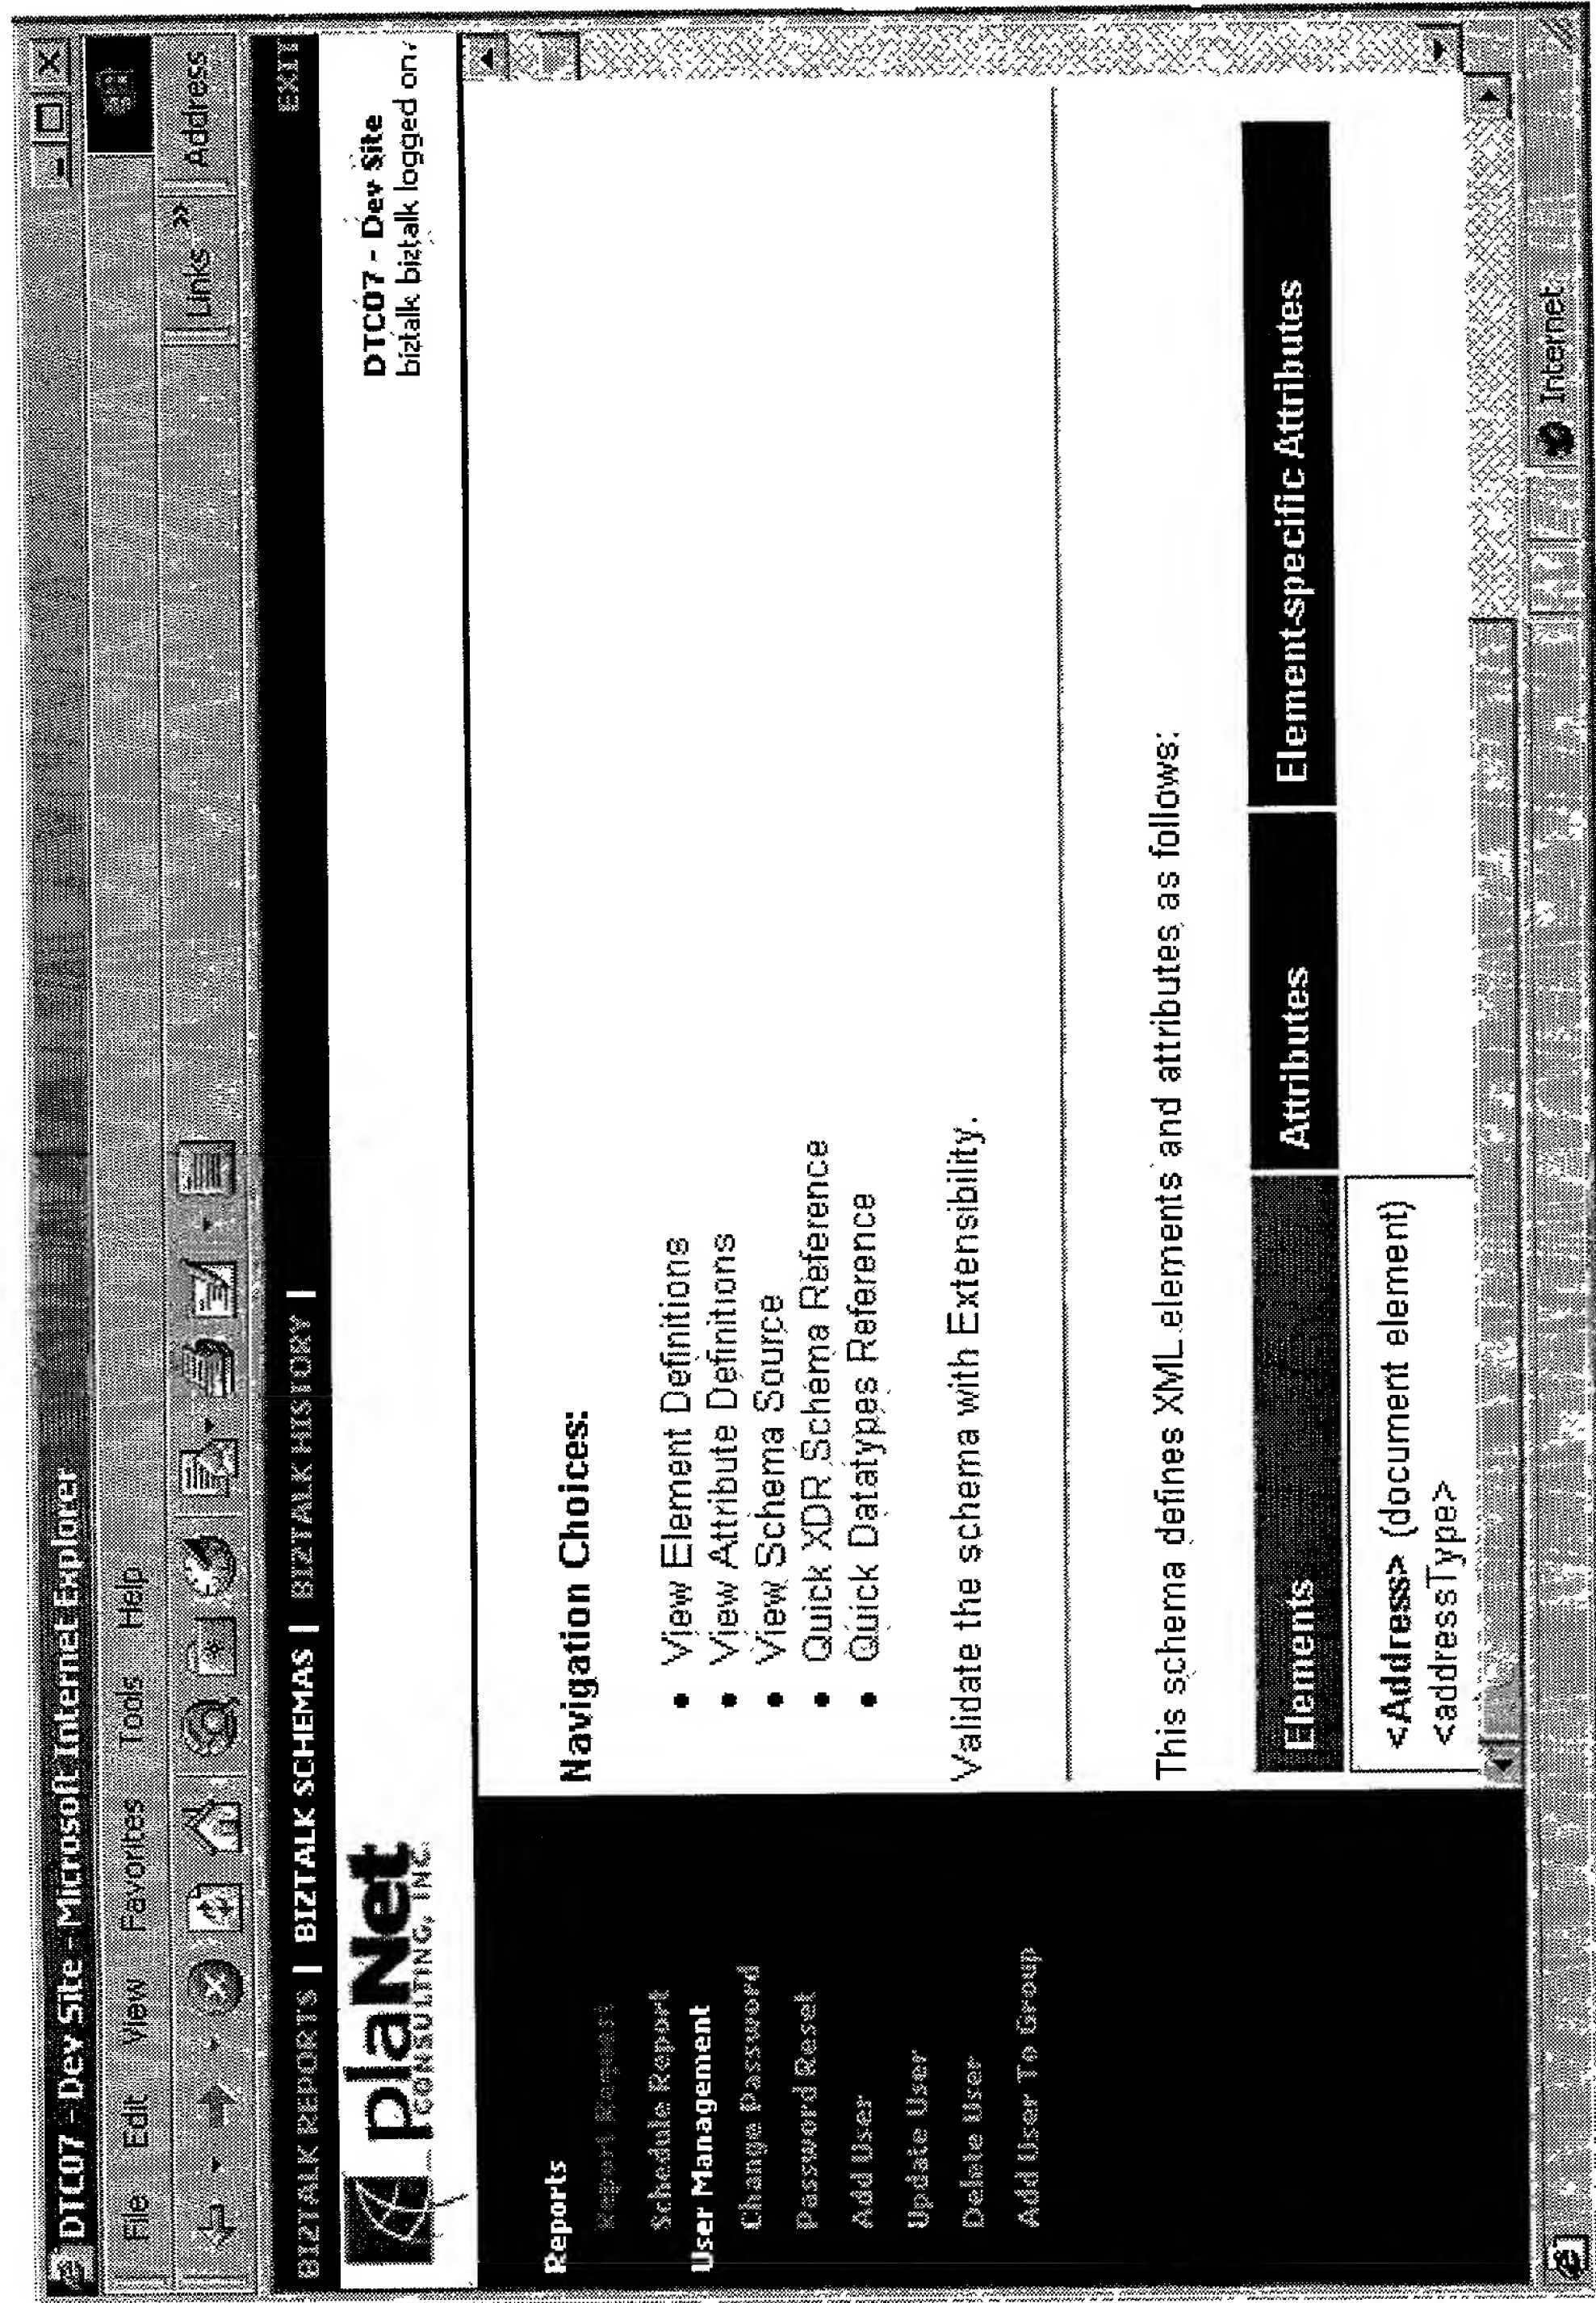 DTC07 - Dev Site - Microsoft Internet Explorer
File Edit View Favorites Tools Help
Links » Address
BIZTALK REPORTS | BIZTALK SCHEMAS | BIZTALK HISTORY | EXIT
plaNet
CONSULTING, INC.
DTC07 - Dev Site
biztalk biztalk logged on.
Reports
Report Request
Schedule Report
User Management
Change Password
Password Reset
Add User
Update User
Delete User
Add User To Group
Navigation Choices:
• View Element Definitions
• View Attribute Definitions
• View Schema Source
• Quick XDR Schema Reference
• Quick Datatypes Reference
Validate the schema with Extensibility.
This schema defines XML elements and attributes as follows:
Elements Attributes Element-specific Attributes
<Address> (document element)
<addressType>
Internet